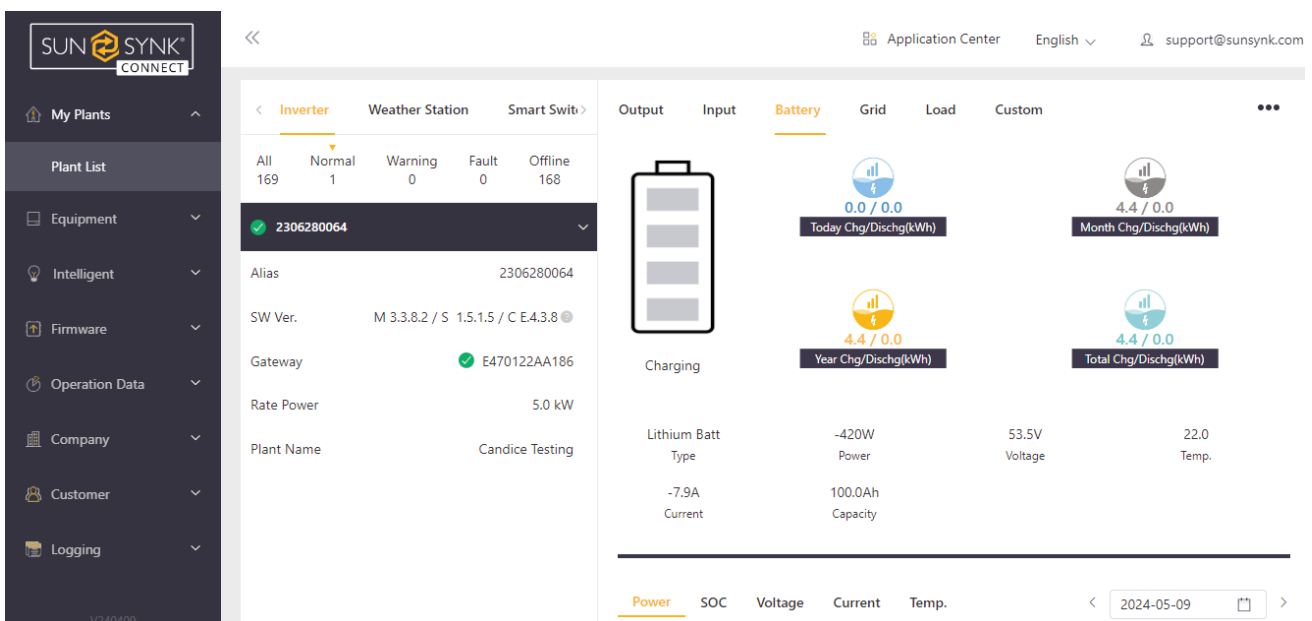 SUN SYNK®
CONNECT
Application Center English support@sunsynk.com
My Plants
Plant List
Equipment
Intelligent
Firmware
Operation Data
Company
Customer
Logging
V240409
Inverter Weather Station Smart Swit
All Normal Warning Fault Offline
169 1 0 0 168
2306280064
Alias 2306280064
SW Ver. M 3.3.8.2 / S 1.5.1.5 / C E.4.3.8
Gateway E470122AA186
Rate Power 5.0 kW
Plant Name Candice Testing
Output Input Battery Grid Load Custom
Charging
0.0 / 0.0
Today Chg/Dischg(kWh)
4.4 / 0.0
Month Chg/Dischg(kWh)
4.4 / 0.0
Year Chg/Dischg(kWh)
4.4 / 0.0
Total Chg/Dischg(kWh)
Lithium Batt -420W 53.5V 22.0
Type Power Voltage Temp.
-7.9A 100.0Ah
Current Capacity
Power SOC Voltage Current Temp. 2024-05-09